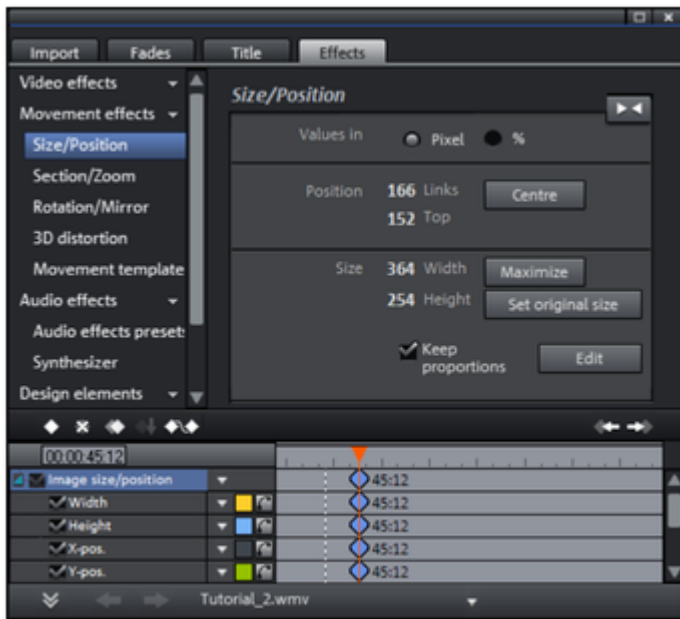 Import Fades Title Effects
Video effects
Movement effects
Size/Position
Section/Zoom
Rotation/Mirror
3D distortion
Movement template
Audio effects
Audio effects preset
Synthesizer
Design elements
Size/Position
Values in Pixel %
Position 166 Links Centre
152 Top
Size 364 Width Maximize
254 Height Set original size
Keep
proportions Edit
00:00:45:12
Image size/position 45:12
Width 45:12
Height 45:12
X-pos. 45:12
Y-pos. 45:12
Tutorial_2.wmv